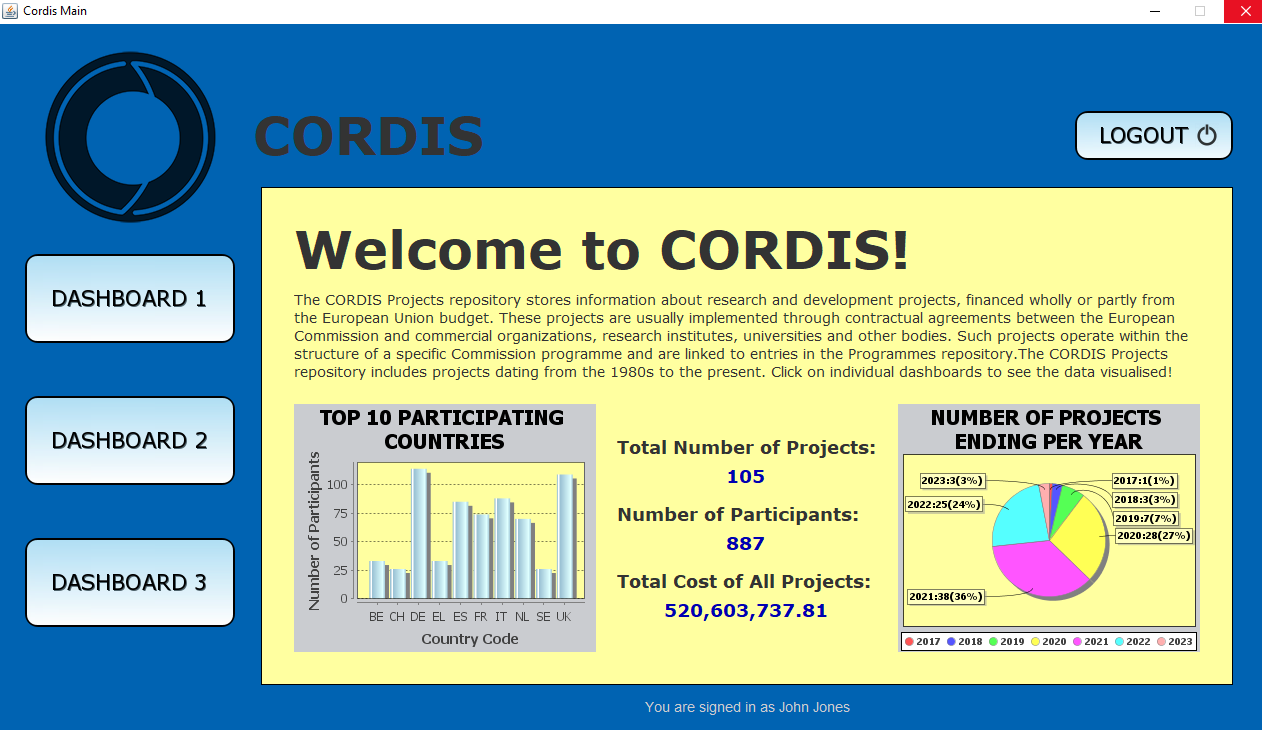 Cordis Main
CORDIS
LOGOUT
DASHBOARD 1
DASHBOARD 2
DASHBOARD 3
Welcome to CORDIS!
The CORDIS Projects repository stores information about research and development projects, financed wholly or partly from
the European Union budget. These projects are usually implemented through contractual agreements between the European
Commission and commercial organizations, research institutes, universities and other bodies. Such projects operate within the
structure of a specific Commission programme and are linked to entries in the Programmes repository.The CORDIS Projects
repository includes projects dating from the 1980s to the present. Click on individual dashboards to see the data visualised!
TOP 10 PARTICIPATING
COUNTRIES
Number of Participants
100
75
50
25
0
BE CH DE EL ES FR IT NL SE UK
Country Code
Total Number of Projects:
105
Number of Participants:
887
Total Cost of All Projects:
520,603,737.81
NUMBER OF PROJECTS
ENDING PER YEAR
2023:3(3%)
2017:1(1%)
2022:25(24%)
2018:3(3%)
2019:7(7%)
2020:28(27%)
2021:38(36%)
2017 2018 2019 2020 2021 2022 2023
You are signed in as John Jones